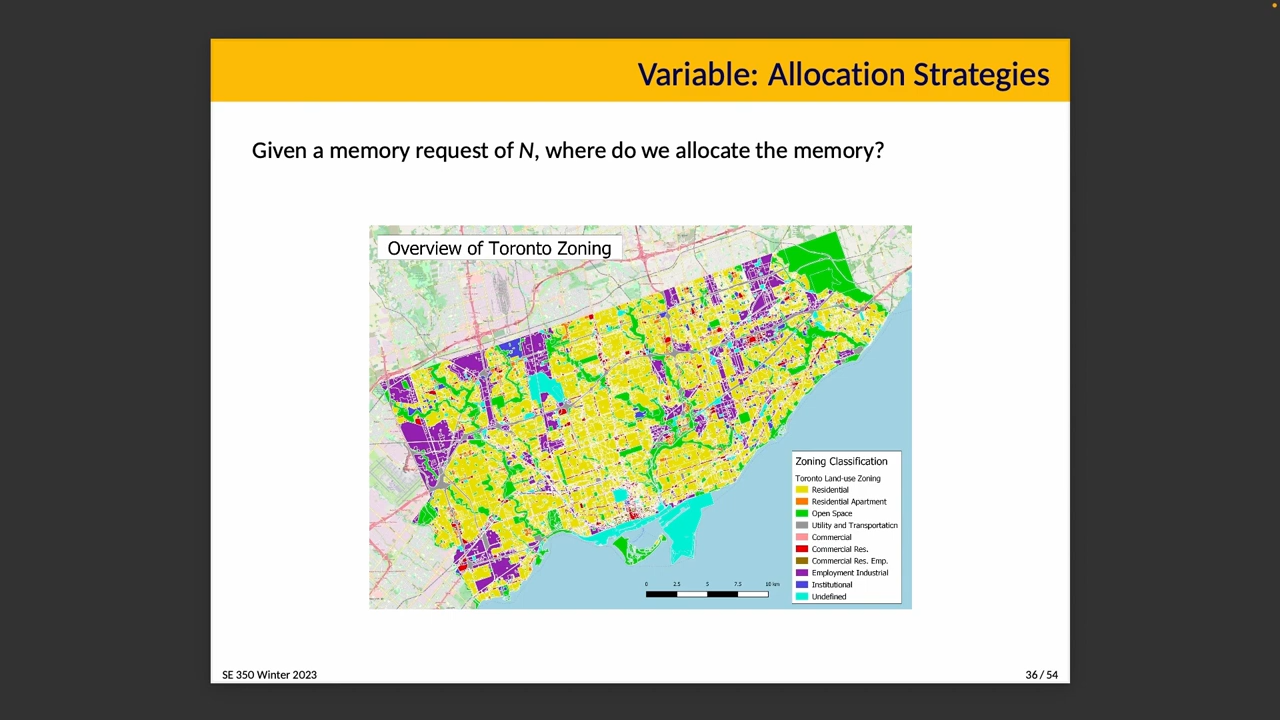 Variable: Allocation Strategies
Given a memory request of N, where do we allocate the memory?
Overview of Toronto Zoning
Zoning Classification
Toronto Land-use Zoning
Residential
Residential Apartment
Open Space
Utility and Transportation
Commercial
Commercial Res.
Commercial Res. Emp.
Employment Industrial
Institutional
Undefined
0 2.5 5 7.5 10 km
SE 350 Winter 2023
36 / 54